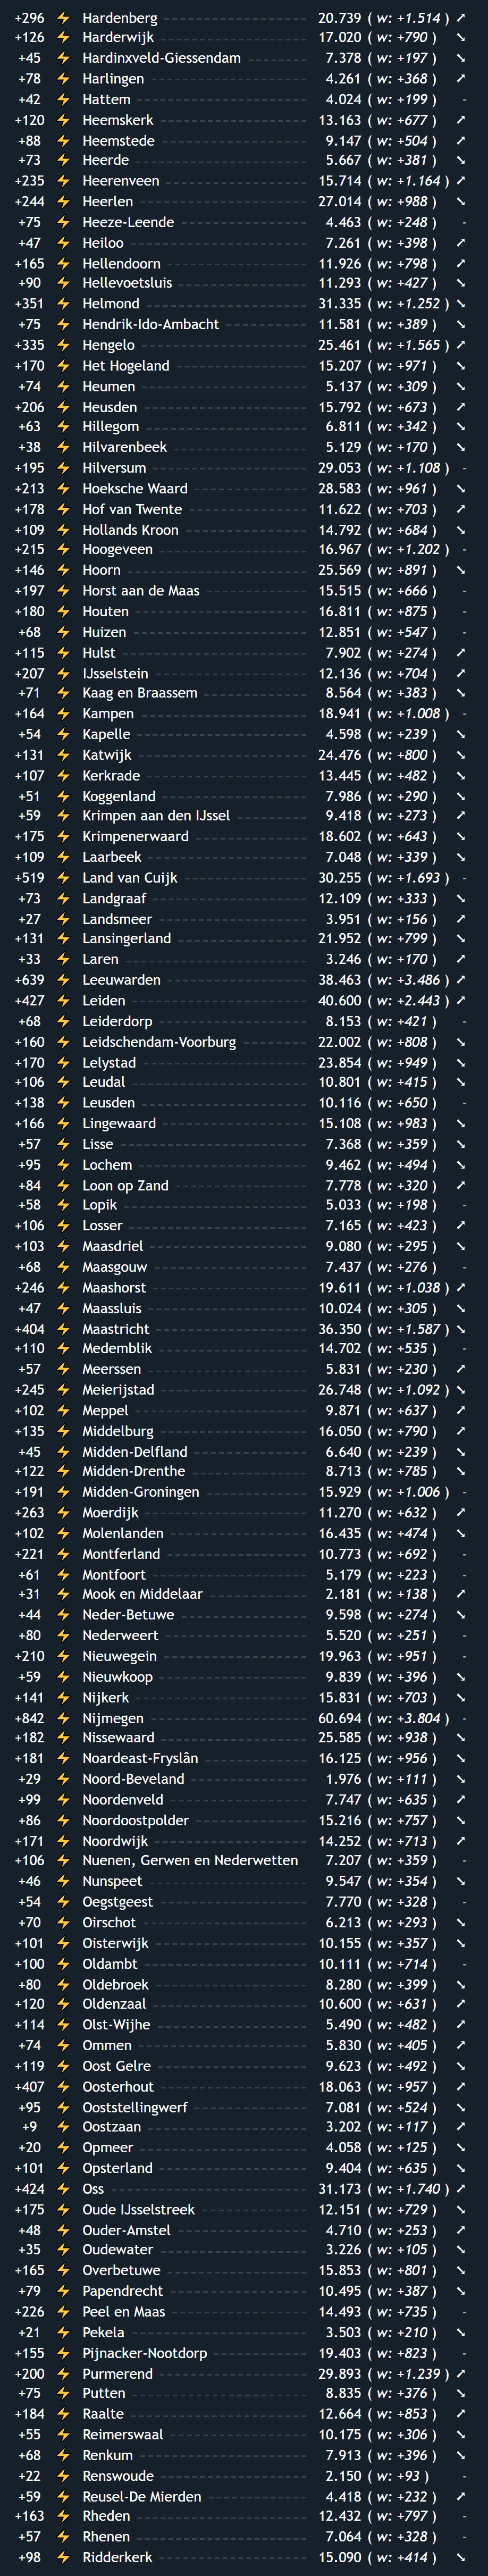 +296 ⚡ Hardenberg 20.739 ( w: +1.514 ) ⤤
+126 ⚡ Harderwijk 17.020 ( w: +790 ) ⤥
+45 ⚡ Hardinxveld-Giessendam 7.378 ( w: +197 ) ⤥
+78 ⚡ Harlingen 4.261 ( w: +368 ) ⤤
+42 ⚡ Hattem 4.024 ( w: +199 ) -
+120 ⚡ Heemskerk 13.163 ( w: +677 ) ⤤
+88 ⚡ Heemstede 9.147 ( w: +504 ) ⤤
+73 ⚡ Heerde 5.667 ( w: +381 ) ⤥
+235 ⚡ Heerenveen 15.714 ( w: +1.164 ) ⤤
+244 ⚡ Heerlen 27.014 ( w: +988 ) ⤥
+75 ⚡ Heeze-Leende 4.463 ( w: +248 ) -
+47 ⚡ Heiloo 7.261 ( w: +398 ) ⤤
+165 ⚡ Hellendoorn 11.926 ( w: +798 ) ⤤
+90 ⚡ Hellevoetsluis 11.293 ( w: +427 ) ⤥
+351 ⚡ Helmond 31.335 ( w: +1.252 ) ⤥
+75 ⚡ Hendrik-Ido-Ambacht 11.581 ( w: +389 ) ⤥
+335 ⚡ Hengelo 25.461 ( w: +1.565 ) ⤤
+170 ⚡ Het Hogeland 15.207 ( w: +971 ) ⤥
+74 ⚡ Heumen 5.137 ( w: +309 ) ⤥
+206 ⚡ Heusden 15.792 ( w: +673 ) ⤤
+63 ⚡ Hillegom 6.811 ( w: +342 ) ⤥
+38 ⚡ Hilvarenbeek 5.129 ( w: +170 ) ⤥
+195 ⚡ Hilversum 29.053 ( w: +1.108 ) -
+213 ⚡ Hoeksche Waard 28.583 ( w: +961 ) ⤥
+178 ⚡ Hof van Twente 11.622 ( w: +703 ) ⤤
+109 ⚡ Hollands Kroon 14.792 ( w: +684 ) ⤥
+215 ⚡ Hoogeveen 16.967 ( w: +1.202 ) -
+146 ⚡ Hoorn 25.569 ( w: +891 ) ⤥
+197 ⚡ Horst aan de Maas 15.515 ( w: +666 ) -
+180 ⚡ Houten 16.811 ( w: +875 ) -
+68 ⚡ Huizen 12.851 ( w: +547 ) -
+115 ⚡ Hulst 7.902 ( w: +274 ) ⤤
+207 ⚡ IJsselstein 12.136 ( w: +704 ) ⤤
+71 ⚡ Kaag en Braassem 8.564 ( w: +383 ) ⤥
+164 ⚡ Kampen 18.941 ( w: +1.008 ) -
+54 ⚡ Kapelle 4.598 ( w: +239 ) ⤥
+131 ⚡ Katwijk 24.476 ( w: +800 ) ⤥
+107 ⚡ Kerkrade 13.445 ( w: +482 ) ⤥
+51 ⚡ Koggenland 7.986 ( w: +290 ) ⤥
+59 ⚡ Krimpen aan den IJssel 9.418 ( w: +273 ) ⤤
+175 ⚡ Krimpenerwaard 18.602 ( w: +643 ) ⤥
+109 ⚡ Laarbeek 7.048 ( w: +339 ) ⤥
+519 ⚡ Land van Cuijk 30.255 ( w: +1.693 ) -
+73 ⚡ Landgraaf 12.109 ( w: +333 ) ⤥
+27 ⚡ Landsmeer 3.951 ( w: +156 ) ⤤
+131 ⚡ Lansingerland 21.952 ( w: +799 ) ⤥
+33 ⚡ Laren 3.246 ( w: +170 ) ⤤
+639 ⚡ Leeuwarden 38.463 ( w: +3.486 ) ⤤
+427 ⚡ Leiden 40.600 ( w: +2.443 ) ⤤
+68 ⚡ Leiderdorp 8.153 ( w: +421 ) -
+160 ⚡ Leidschendam-Voorburg 22.002 ( w: +808 ) ⤥
+170 ⚡ Lelystad 23.854 ( w: +949 ) ⤥
+106 ⚡ Leudal 10.801 ( w: +415 ) ⤥
+138 ⚡ Leusden 10.116 ( w: +650 ) -
+166 ⚡ Lingewaard 15.108 ( w: +983 ) ⤥
+57 ⚡ Lisse 7.368 ( w: +359 ) ⤥
+95 ⚡ Lochem 9.462 ( w: +494 ) ⤥
+84 ⚡ Loon op Zand 7.778 ( w: +320 ) ⤤
+58 ⚡ Lopik 5.033 ( w: +198 ) -
+106 ⚡ Losser 7.165 ( w: +423 ) ⤤
+103 ⚡ Maasdriel 9.080 ( w: +295 ) ⤥
+68 ⚡ Maasgouw 7.437 ( w: +276 ) -
+246 ⚡ Maashorst 19.611 ( w: +1.038 ) ⤤
+47 ⚡ Maassluis 10.024 ( w: +305 ) ⤥
+404 ⚡ Maastricht 36.350 ( w: +1.587 ) ⤥
+110 ⚡ Medemblik 14.702 ( w: +535 ) -
+57 ⚡ Meerssen 5.831 ( w: +230 ) ⤤
+245 ⚡ Meierijstad 26.748 ( w: +1.092 ) ⤥
+102 ⚡ Meppel 9.871 ( w: +637 ) ⤤
+135 ⚡ Middelburg 16.050 ( w: +790 ) ⤤
+45 ⚡ Midden-Delfland 6.640 ( w: +239 ) ⤥
+122 ⚡ Midden-Drenthe 8.713 ( w: +785 ) ⤥
+191 ⚡ Midden-Groningen 15.929 ( w: +1.006 ) -
+263 ⚡ Moerdijk 11.270 ( w: +632 ) ⤤
+102 ⚡ Molenlanden 16.435 ( w: +474 ) ⤥
+221 ⚡ Montferland 10.773 ( w: +692 ) -
+61 ⚡ Montfoort 5.179 ( w: +223 ) -
+31 ⚡ Mook en Middelaar 2.181 ( w: +138 ) ⤤
+44 ⚡ Neder-Betuwe 9.598 ( w: +274 ) ⤥
+80 ⚡ Nederweert 5.520 ( w: +251 ) -
+210 ⚡ Nieuwegein 19.963 ( w: +951 ) -
+59 ⚡ Nieuwkoop 9.839 ( w: +396 ) ⤥
+141 ⚡ Nijkerk 15.831 ( w: +703 ) ⤥
+842 ⚡ Nijmegen 60.694 ( w: +3.804 ) -
+182 ⚡ Nissewaard 25.585 ( w: +938 ) ⤥
+181 ⚡ Noardeast-Fryslân 16.125 ( w: +956 ) ⤥
+29 ⚡ Noord-Beveland 1.976 ( w: +111 ) ⤥
+99 ⚡ Noordenveld 7.747 ( w: +635 ) ⤤
+86 ⚡ Noordoostpolder 15.216 ( w: +757 ) ⤥
+171 ⚡ Noordwijk 14.252 ( w: +713 ) ⤤
+106 ⚡ Nuenen, Gerwen en Nederwetten 7.207 ( w: +359 ) -
+46 ⚡ Nunspeet 9.547 ( w: +354 ) ⤥
+54 ⚡ Oegstgeest 7.770 ( w: +328 ) -
+70 ⚡ Oirschot 6.213 ( w: +293 ) ⤥
+101 ⚡ Oisterwijk 10.155 ( w: +357 ) ⤥
+100 ⚡ Oldambt 10.111 ( w: +714 ) -
+80 ⚡ Oldebroek 8.280 ( w: +399 ) ⤥
+120 ⚡ Oldenzaal 10.600 ( w: +631 ) ⤤
+114 ⚡ Olst-Wijhe 5.490 ( w: +482 ) ⤤
+74 ⚡ Ommen 5.830 ( w: +405 ) ⤤
+119 ⚡ Oost Gelre 9.623 ( w: +492 ) ⤥
+407 ⚡ Oosterhout 18.063 ( w: +957 ) ⤤
+95 ⚡ Ooststellingwerf 7.081 ( w: +524 ) ⤥
+9 ⚡ Oostzaan 3.202 ( w: +117 ) ⤤
+20 ⚡ Opmeer 4.058 ( w: +125 ) ⤥
+101 ⚡ Opsterland 9.404 ( w: +635 ) ⤥
+424 ⚡ Oss 31.173 ( w: +1.740 ) ⤤
+175 ⚡ Oude IJsselstreek 12.151 ( w: +729 ) ⤥
+48 ⚡ Ouder-Amstel 4.710 ( w: +253 ) ⤤
+35 ⚡ Oudewater 3.226 ( w: +105 ) ⤥
+165 ⚡ Overbetuwe 15.853 ( w: +801 ) ⤥
+79 ⚡ Papendrecht 10.495 ( w: +387 ) ⤥
+226 ⚡ Peel en Maas 14.493 ( w: +735 ) -
+21 ⚡ Pekela 3.503 ( w: +210 ) ⤥
+155 ⚡ Pijnacker-Nootdorp 19.403 ( w: +823 ) -
+200 ⚡ Purmerend 29.893 ( w: +1.239 ) ⤤
+75 ⚡ Putten 8.835 ( w: +376 ) ⤥
+184 ⚡ Raalte 12.664 ( w: +853 ) ⤤
+55 ⚡ Reimerswaal 10.175 ( w: +306 ) ⤥
+68 ⚡ Renkum 7.913 ( w: +396 ) ⤥
+22 ⚡ Renswoude 2.150 ( w: +93 ) -
+59 ⚡ Reusel-De Mierden 4.418 ( w: +232 ) ⤤
+163 ⚡ Rheden 12.432 ( w: +797 ) -
+57 ⚡ Rhenen 7.064 ( w: +328 ) -
+98 ⚡ Ridderkerk 15.090 ( w: +414 ) ⤥